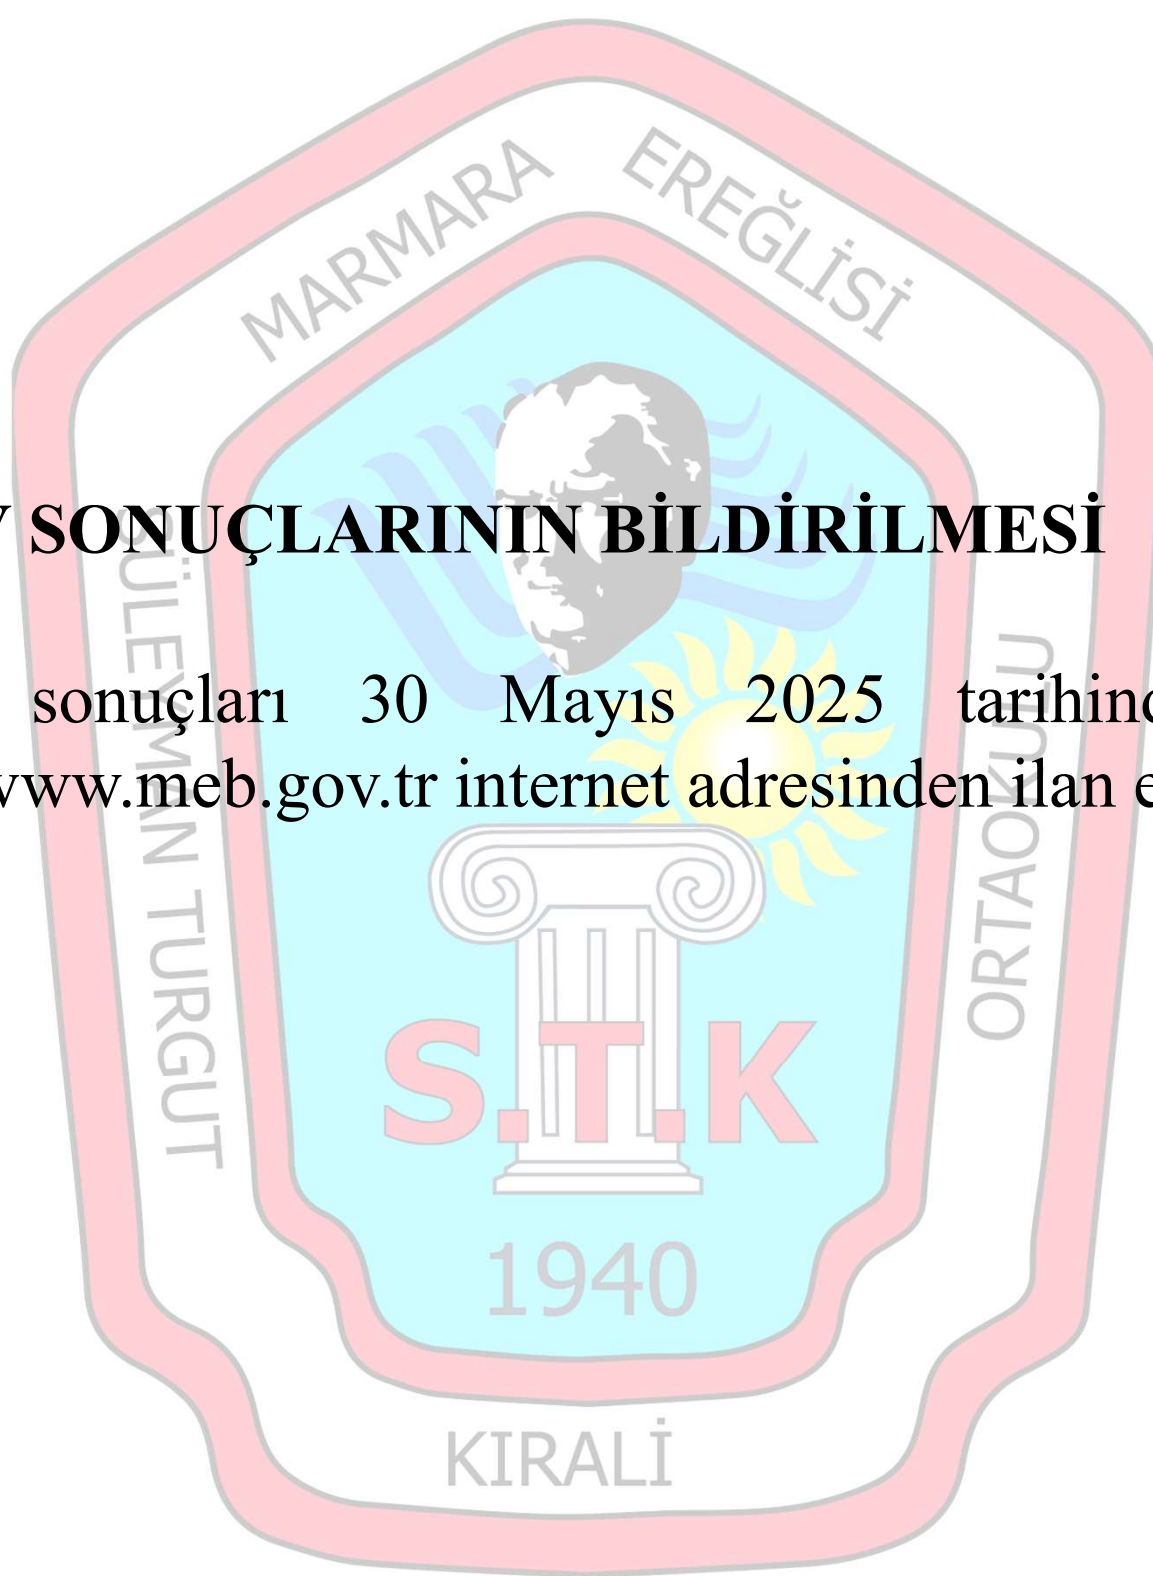 MARMARA EREĞLİSİ
SONUÇLARININ BİLDİRİLMESİ
sonuçları 30 Mayıs 2025
www.meb.gov.tr internet adresinden ilan
SÜLEYMAN TURGUT
ORTAOKULU
S.T.K
1940
KIRALİ